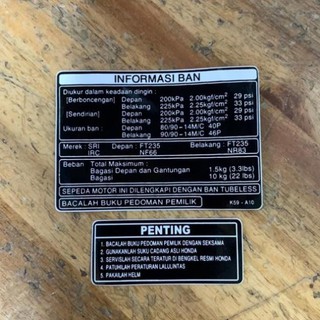 INFORMASI BAN
Diukur dalam keadaan dingin :
[Berboncengan] Depan 200kPa 2.00kgf/cm² 29 psi
Belakang 225kPa 2.25kgf/cm² 33 psi
[Sendirian] Depan 200kPa 2.00kgf/cm² 29 psi
Belakang 225kPa 2.25kgf/cm² 33 psi
Ukuran ban : Depan 80/90-14M/C 40P
Belakang 90/90-14M/C 46P
Merek : SRI Depan : FT235 Belakang : FT235
IRC NF66 NR83
Beban Total Maksimum :
Bagasi Depan dan Gantungan 1.5kg (3.3lbs)
Bagasi 10 kg (22 lbs)
SEPEDA MOTOR INI DILENGKAPI DENGAN BAN TUBELESS
BACALAH BUKU PEDOMAN PEMILIK K59 - A10
PENTING
1. BACALAH BUKU PEDOMAN PEMILIK DENGAN SEKSAMA
2. GUNAKANLAH SUKU CADANG ASLI HONDA
3. SERVISLAH SECARA TERATUR DI BENGKEL RESMI HONDA
4. PATUHILAH PERATURAN LALULINTAS
5. PAKAILAH HELM